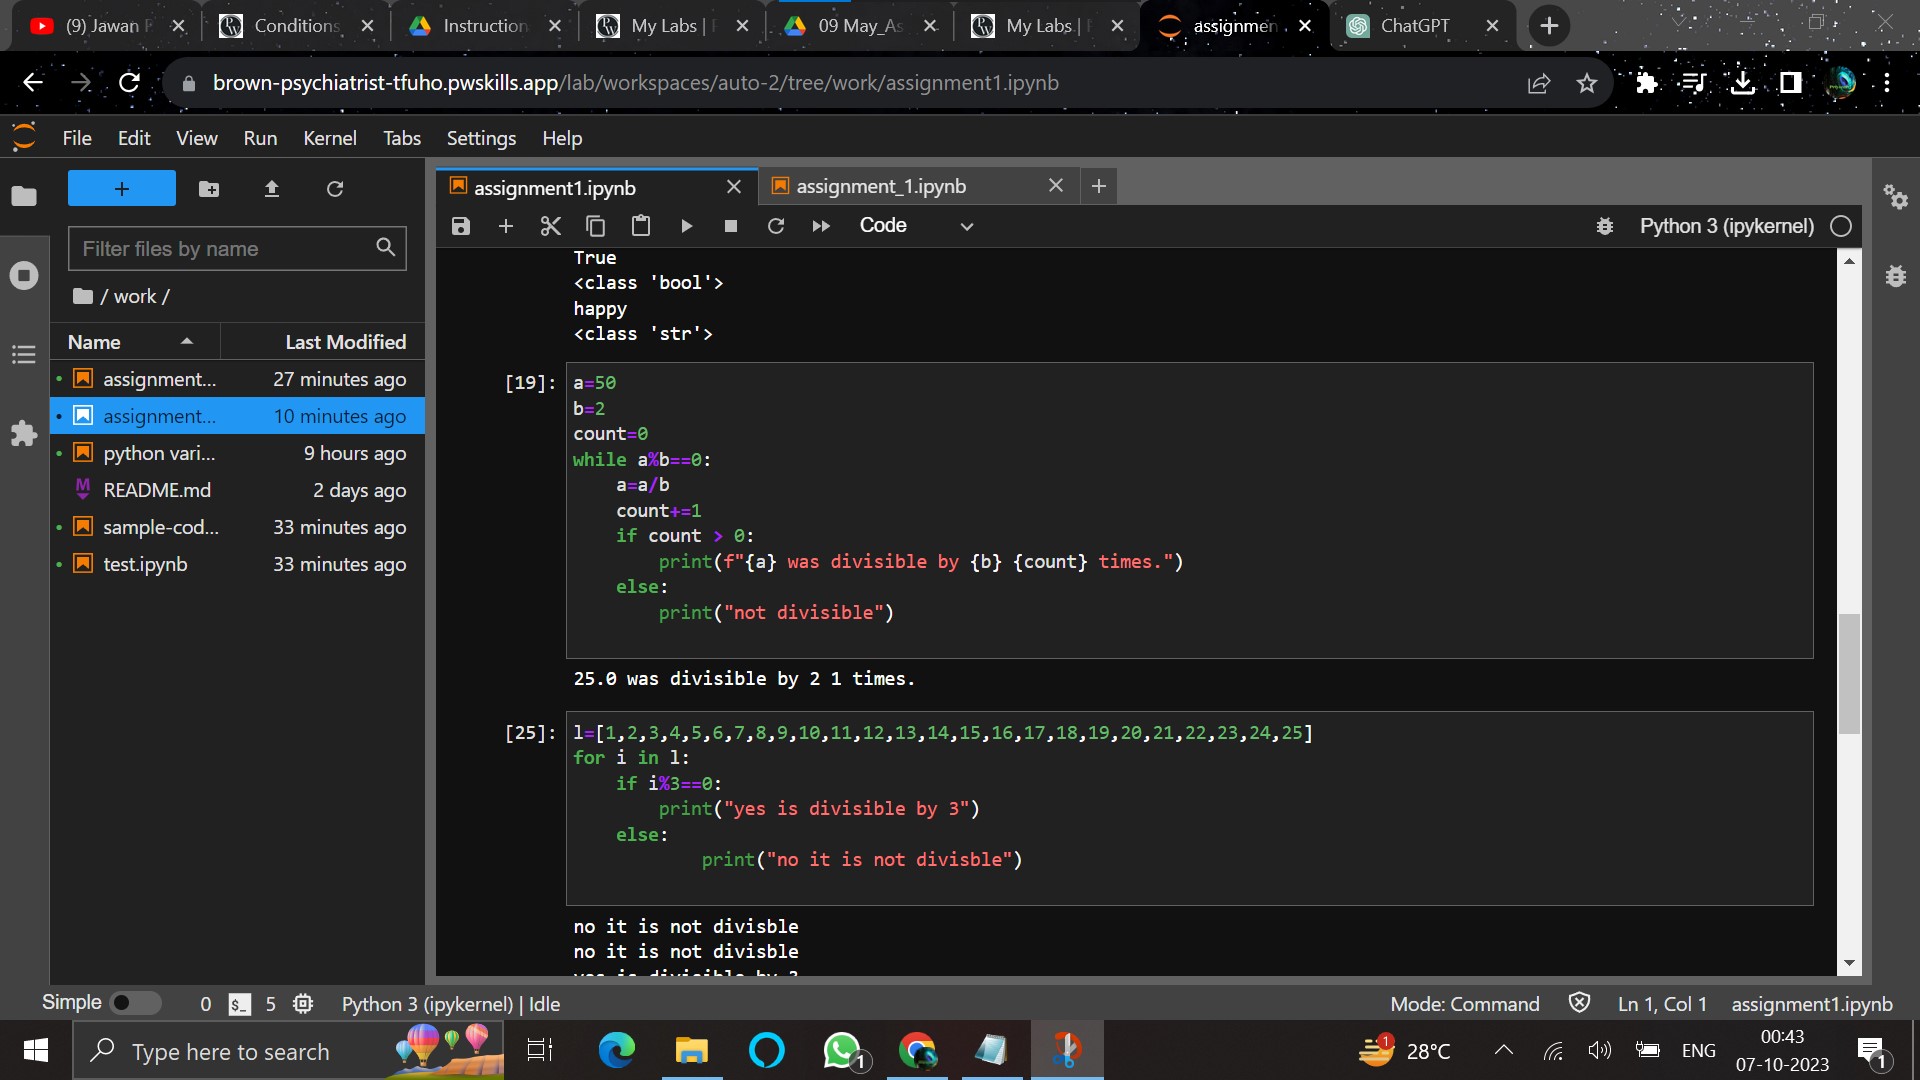 (9) Jawan
Conditions
Instruction
My Labs |
09 May_As
My Labs |
assignmen
ChatGPT
brown-psychiatrist-tfuho.pwskills.app/lab/workspaces/auto-2/tree/work/assignment1.ipynb
File Edit View Run Kernel Tabs Settings Help
+
assignment1.ipynb
assignment_1.ipynb
Code
Python 3 (ipykernel)
Filter files by name
/ work /
Name Last Modified
assignment... 27 minutes ago
assignment... 10 minutes ago
python vari... 9 hours ago
README.md 2 days ago
sample-cod... 33 minutes ago
test.ipynb 33 minutes ago
True
<class 'bool'>
happy
<class 'str'>
[19]: a=50
b=2
count=0
while a%b==0:
    a=a/b
    count+=1
    if count > 0:
        print(f"{a} was divisible by {b} {count} times.")
    else:
        print("not divisible")
25.0 was divisible by 2 1 times.
[25]: l=[1,2,3,4,5,6,7,8,9,10,11,12,13,14,15,16,17,18,19,20,21,22,23,24,25]
for i in l:
    if i%3==0:
        print("yes is divisible by 3")
    else:
            print("no it is not divisble")
no it is not divisble
no it is not divisble
yes is divisible by 3
Simple 0 $_ 5 Python 3 (ipykernel) | Idle
Mode: Command Ln 1, Col 1 assignment1.ipynb
Type here to search
1
1 28°C ENG
00:43
07-10-2023
1